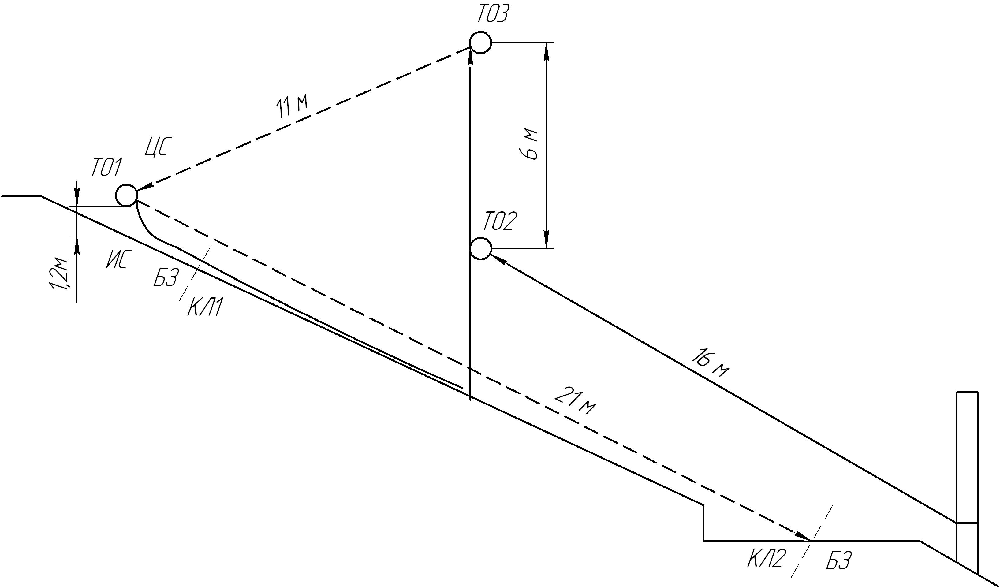 ТО3
11 м
6 м
ЦС
ТО1
ТО2
1,2м
ИС
БЗ
КЛ1
16 м
21 м
КЛ2
БЗ